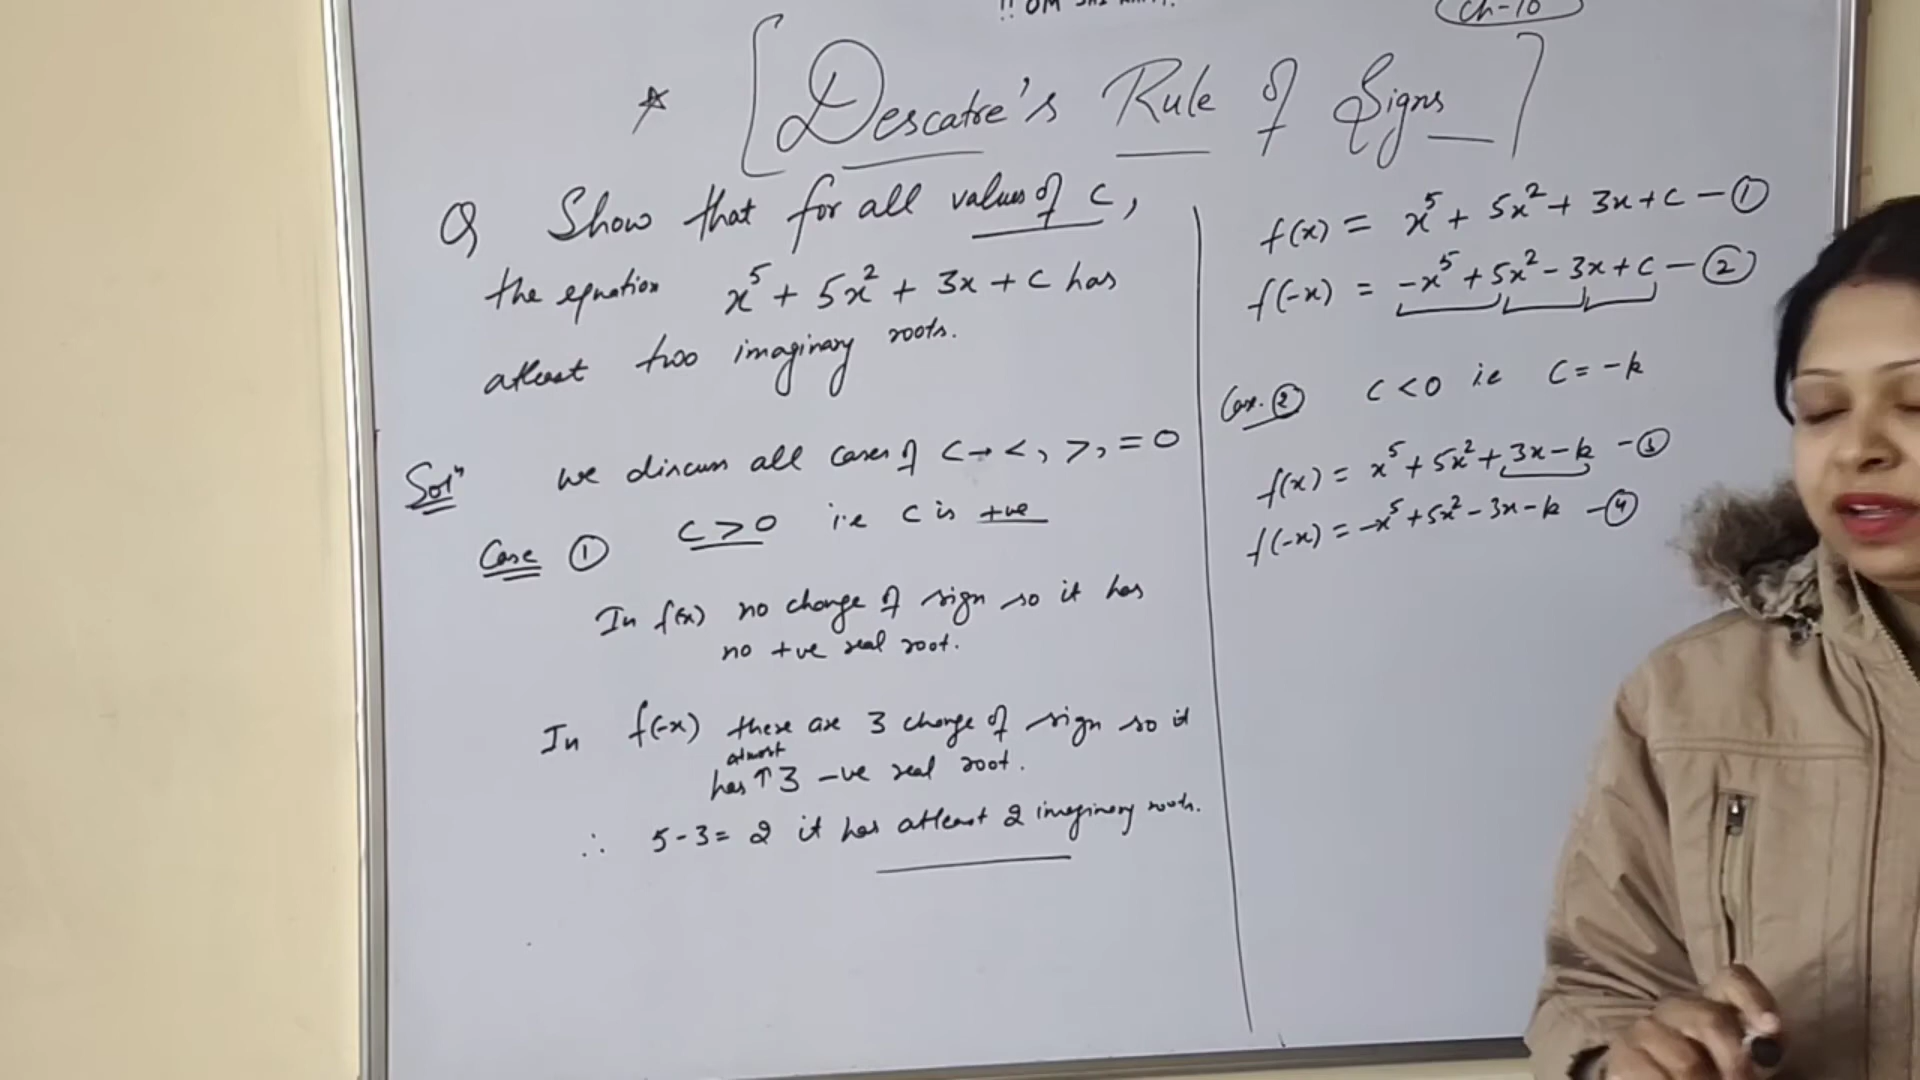 Ch-10
[Descatre's Rule of Signs]
Q Show that for all values of c,
the equation x⁵ + 5x² + 3x + c has
atleast two imaginary roots.
Solⁿ We discuss all cases of c → <, >, = 0
Case ① c > 0 i.e c is +ve
In f(x) no change of sign so it has
no +ve real root.
In f(-x) there are 3 change of sign so it
has ↑ almost 3 -ve real root.
∴ 5-3 = 2 it has atleast 2 imaginary roots.
f(x) = x⁵ + 5x² + 3x + c - ①
f(-x) = -x⁵ + 5x² - 3x + c - ②
Case. ② c < 0 i.e c = -k
f(x) = x⁵ + 5x² + 3x - k - ③
f(-x) = -x⁵ + 5x² - 3x - k - ④